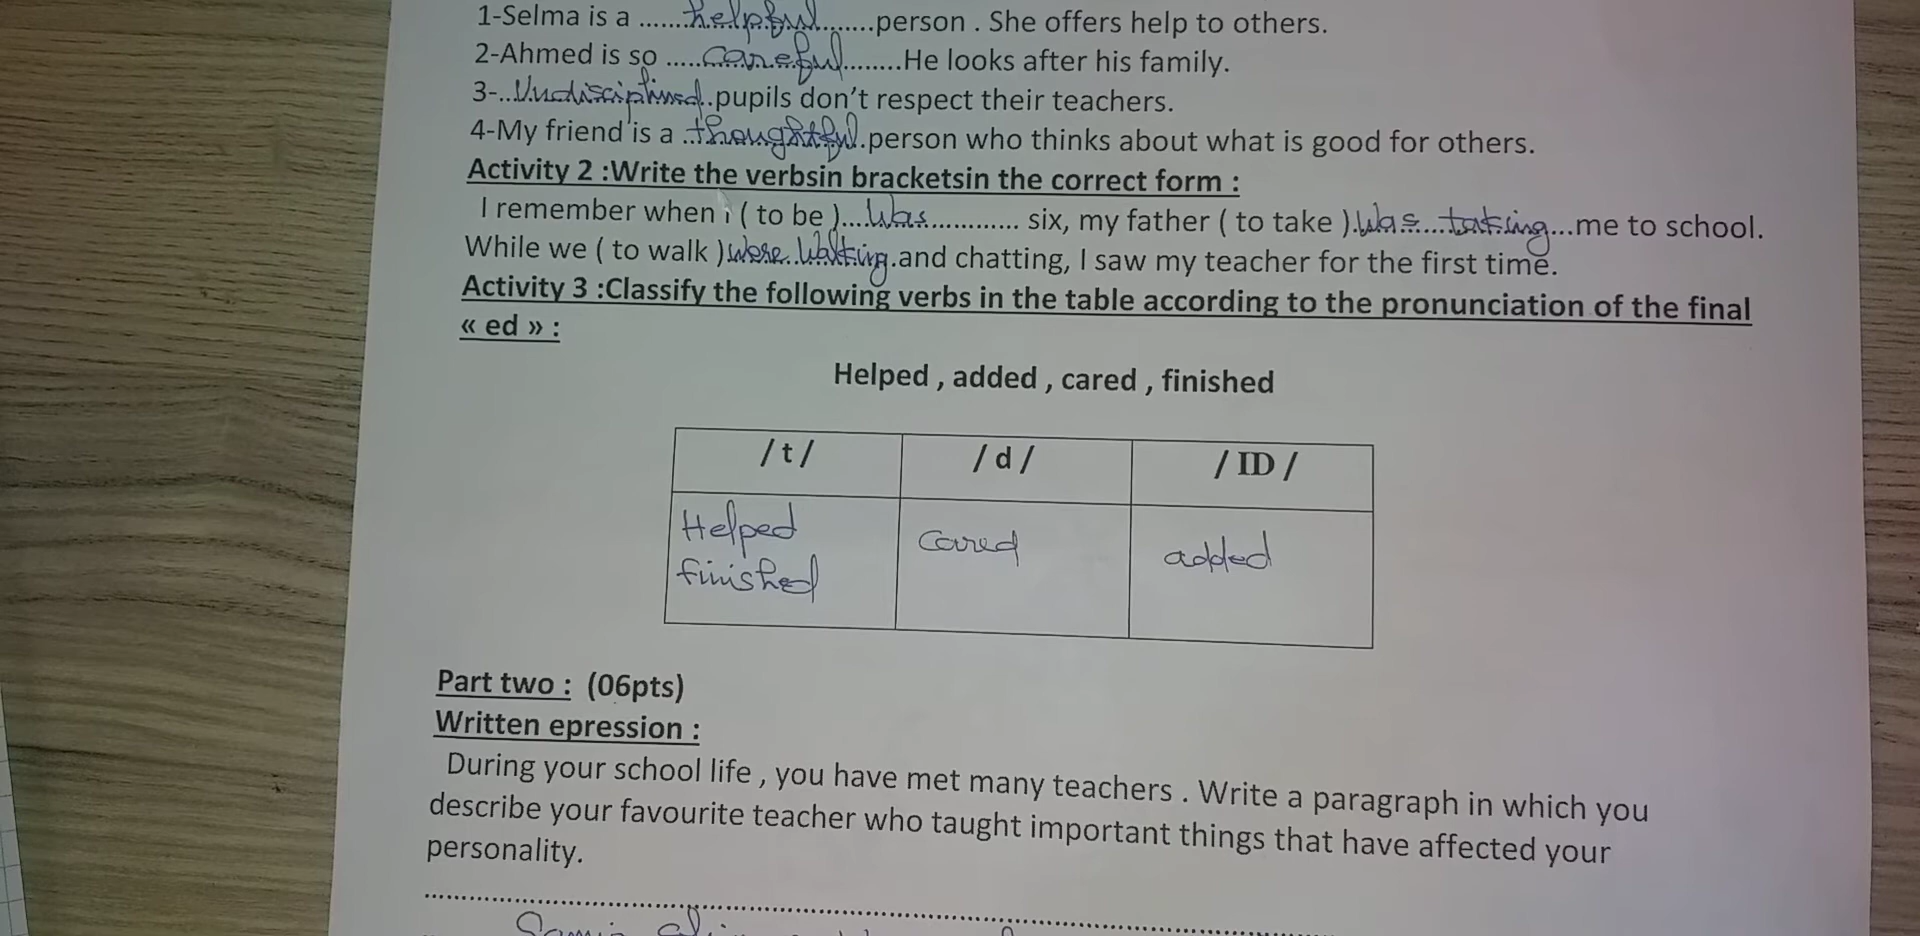 1-Selma is a .......helpful.......person . She offers help to others.
2-Ahmed is so .....careful........He looks after his family.
3-..Undisciplined.pupils don't respect their teachers.
4-My friend is a ..thoughtful.person who thinks about what is good for others.
Activity 2 :Write the verbsin bracketsin the correct form :
I remember when i ( to be )....Was............. six, my father ( to take ).Was...taking...me to school.
While we ( to walk )were..Walking.and chatting, I saw my teacher for the first time.
Activity 3 :Classify the following verbs in the table according to the pronunciation of the final
« ed » :
Helped , added , cared , finished
/ t / / d / / ID /
Helped cared added
finished
Part two : (06pts)
Written epression :
During your school life , you have met many teachers . Write a paragraph in which you
describe your favourite teacher who taught important things that have affected your
personality.